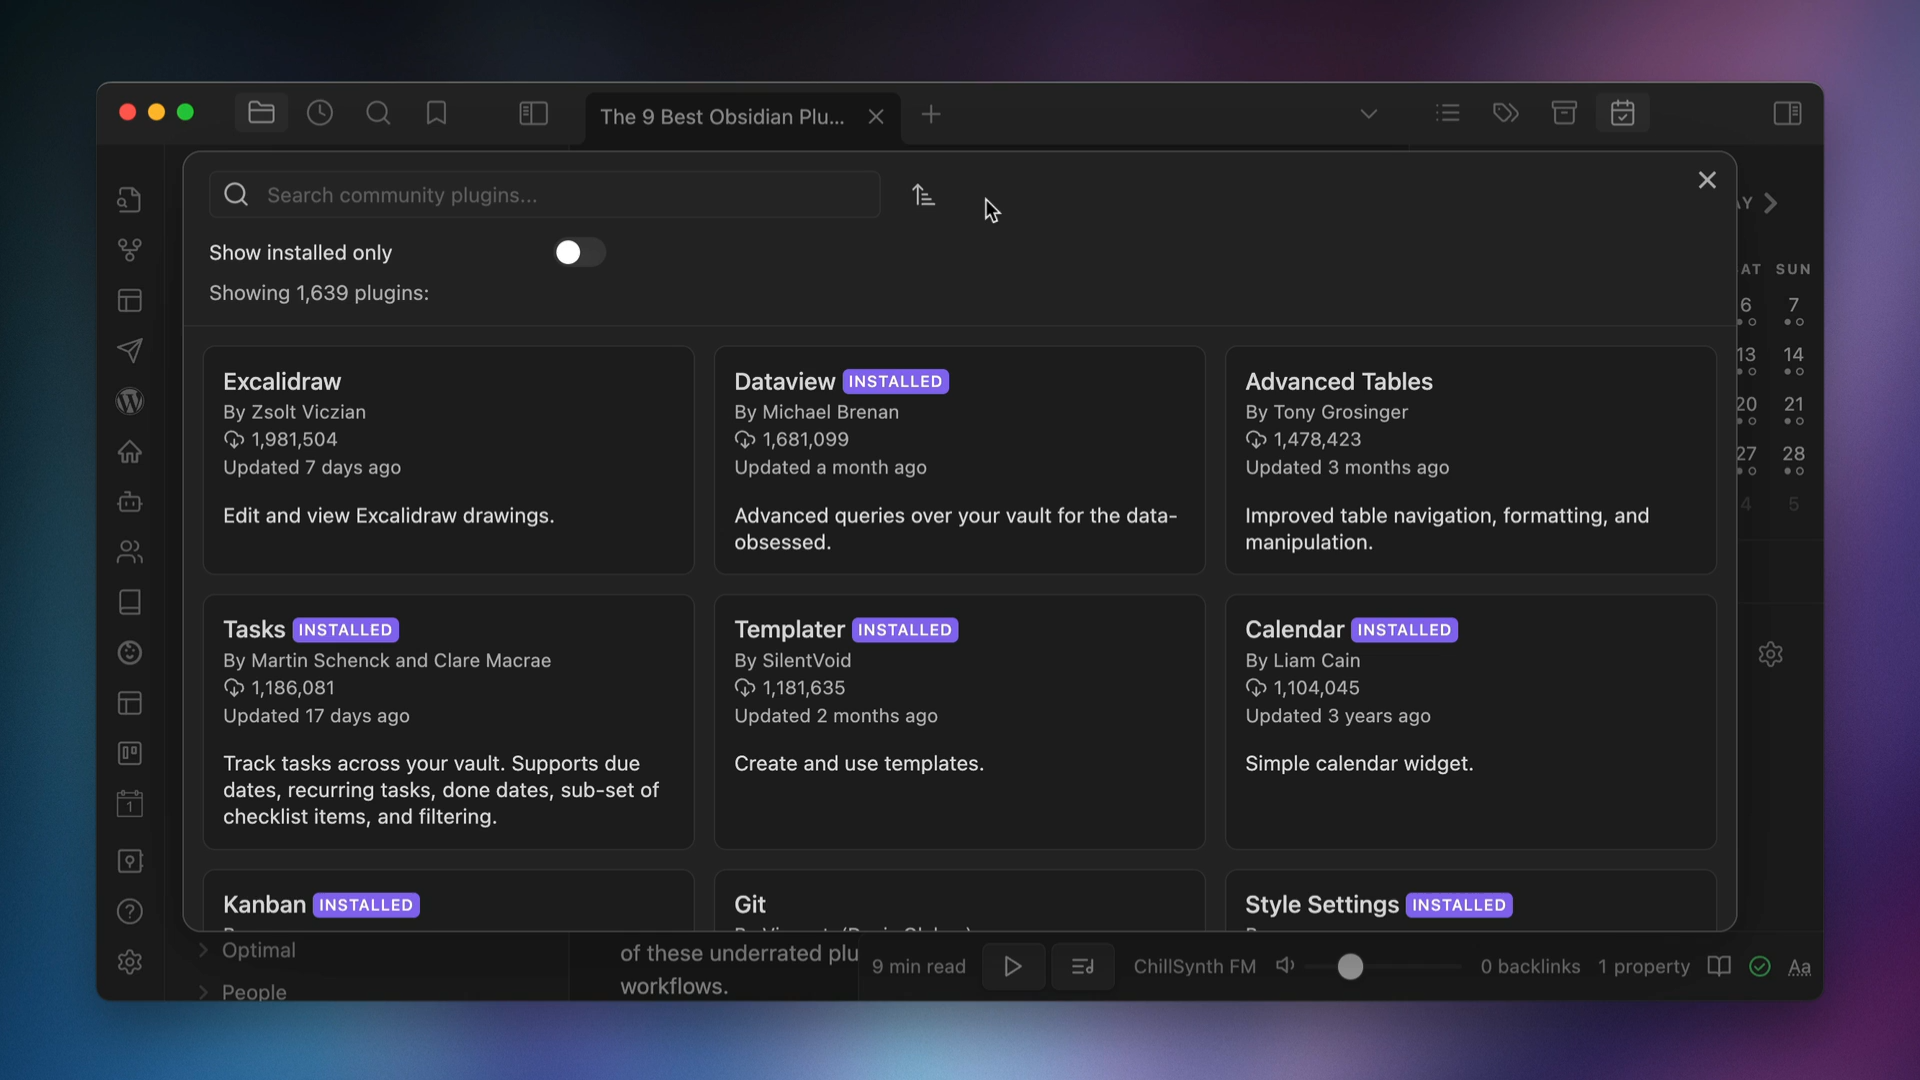 The 9 Best Obsidian Plu...
Search community plugins...
Show installed only
Showing 1,639 plugins:
AY
AT SUN
6 7
13 14
20 21
27 28
4 5
Excalidraw
By Zsolt Viczian
1,981,504
Updated 7 days ago
Edit and view Excalidraw drawings.
Dataview INSTALLED
By Michael Brenan
1,681,099
Updated a month ago
Advanced queries over your vault for the data-
obsessed.
Advanced Tables
By Tony Grosinger
1,478,423
Updated 3 months ago
Improved table navigation, formatting, and
manipulation.
Tasks INSTALLED
By Martin Schenck and Clare Macrae
1,186,081
Updated 17 days ago
Track tasks across your vault. Supports due
dates, recurring tasks, done dates, sub-set of
checklist items, and filtering.
Templater INSTALLED
By SilentVoid
1,181,635
Updated 2 months ago
Create and use templates.
Calendar INSTALLED
By Liam Cain
1,104,045
Updated 3 years ago
Simple calendar widget.
Kanban INSTALLED
Git
Style Settings INSTALLED
1
Optimal
People
of these underrated plu
workflows.
9 min read
ChillSynth FM
0 backlinks
1 property
Aa